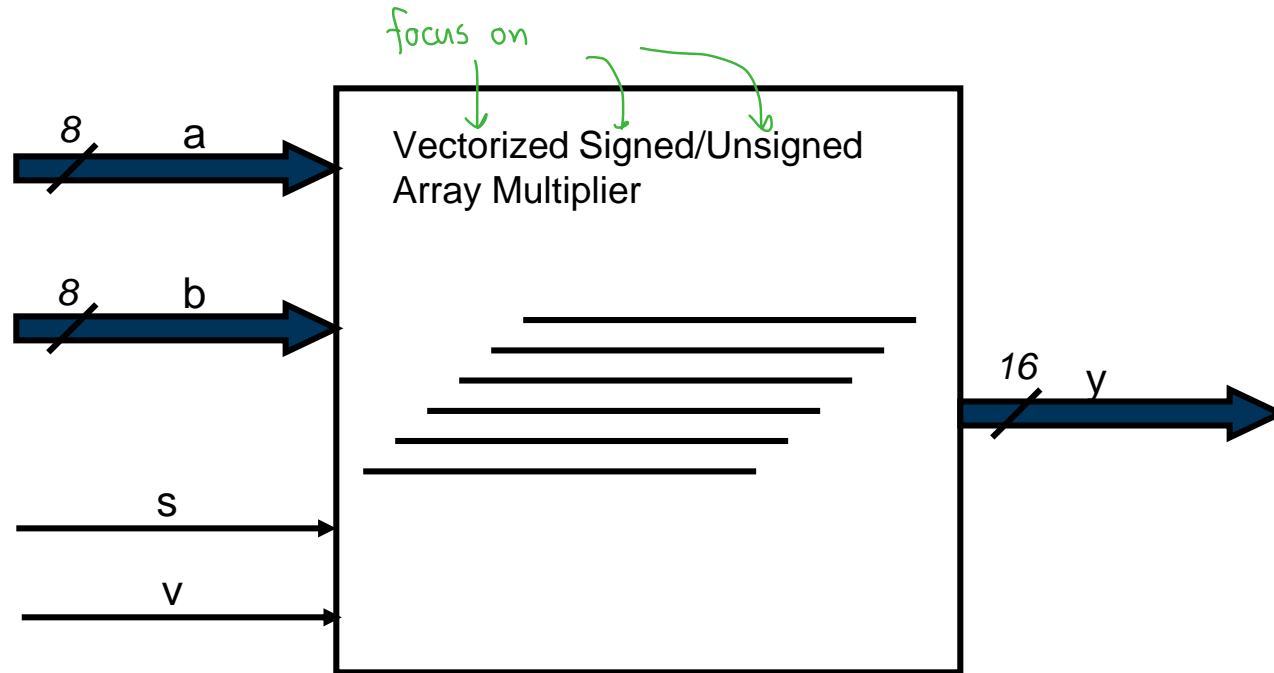 focus on
8 a
Vectorized Signed/Unsigned
Array Multiplier
8 b
16 y
s
v